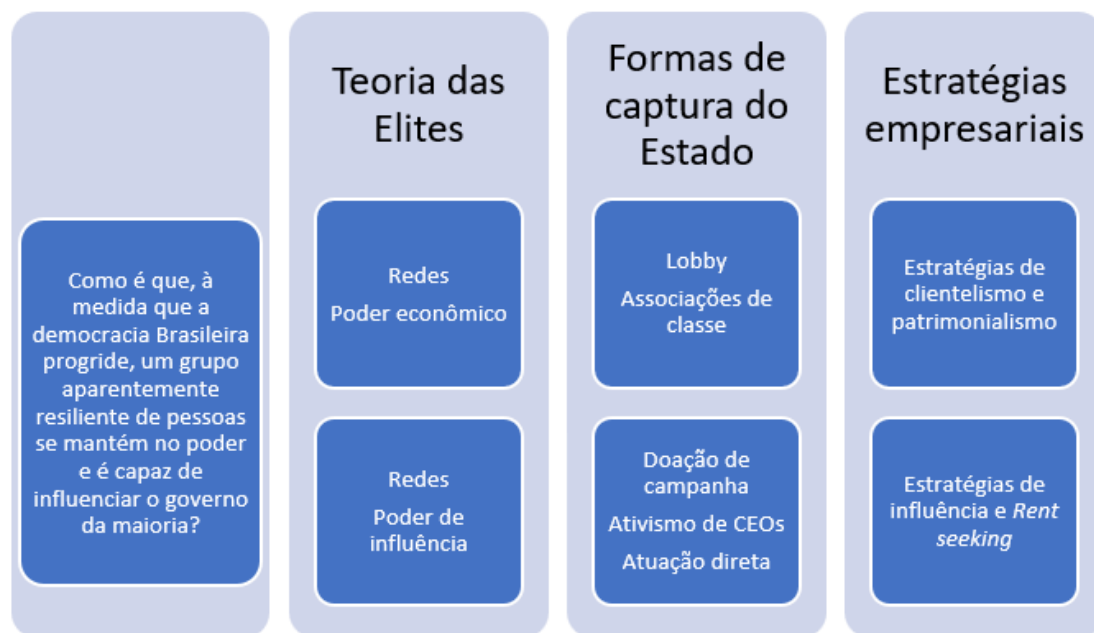 Como é que, à
medida que a
democracia Brasileira
progride, um grupo
aparentemente
resiliente de pessoas
se mantém no poder
e é capaz de
influenciar o governo
da maioria?
Teoria das
Elites
Redes
Poder econômico
Redes
Poder de
influência
Formas de
captura do
Estado
Lobby
Associações de
classe
Doação de
campanha
Ativismo de CEOs
Atuação direta
Estratégias
empresariais
Estratégias de
clientelismo e
patrimonialismo
Estratégias de
influência e Rent
seeking